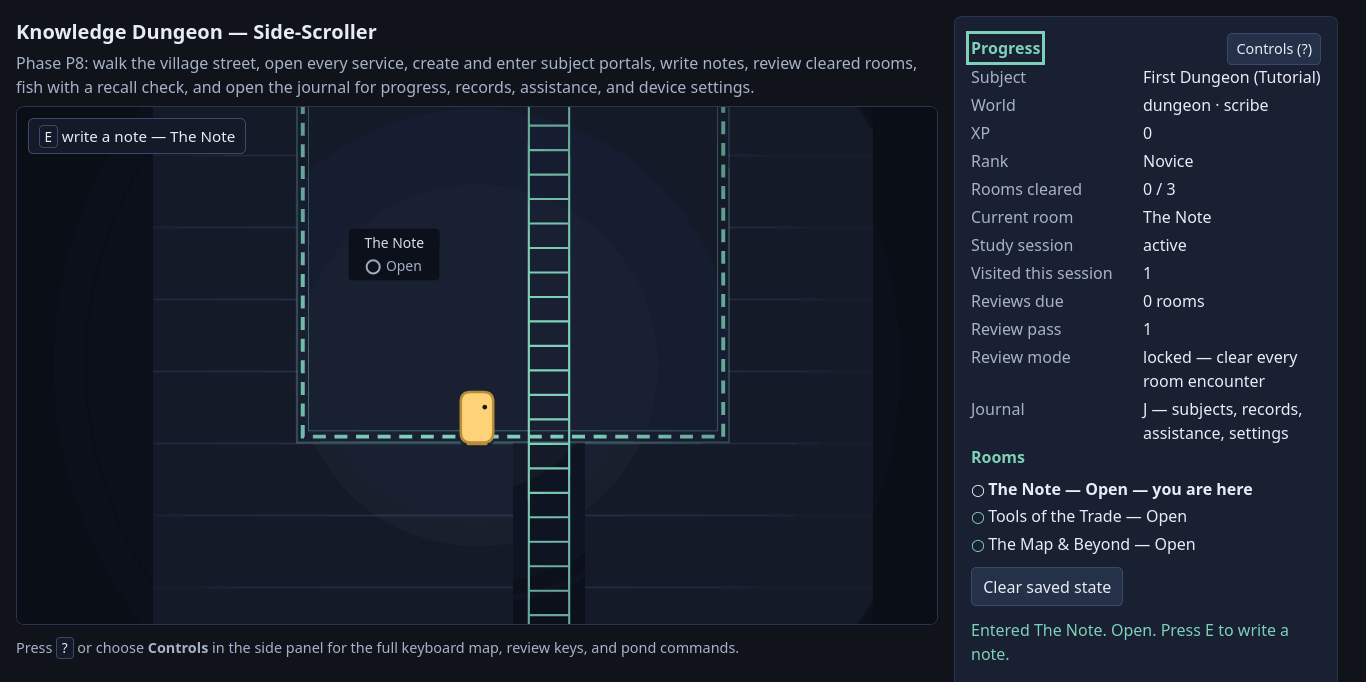 Knowledge Dungeon — Side-Scroller
Phase P8: walk the village street, open every service, create and enter subject portals, write notes, review cleared rooms,
fish with a recall check, and open the journal for progress, records, assistance, and device settings.
E write a note — The Note
The Note
Open
Press ? or choose Controls in the side panel for the full keyboard map, review keys, and pond commands.
Progress
Controls (?)
Subject First Dungeon (Tutorial)
World dungeon · scribe
XP 0
Rank Novice
Rooms cleared 0 / 3
Current room The Note
Study session active
Visited this session 1
Reviews due 0 rooms
Review pass 1
Review mode locked — clear every
room encounter
Journal J — subjects, records,
assistance, settings
Rooms
○ The Note — Open — you are here
○ Tools of the Trade — Open
○ The Map & Beyond — Open
Clear saved state
Entered The Note. Open. Press E to write a
note.